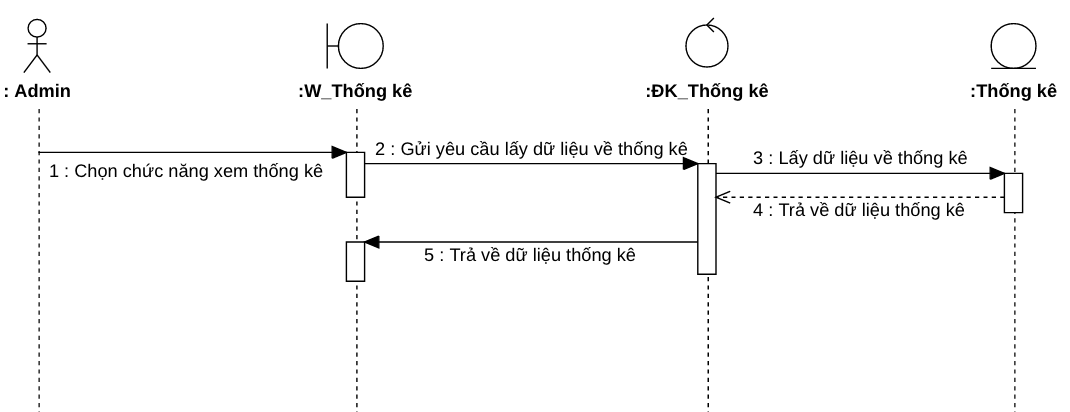 : Admin
:W_Thống kê
:ĐK_Thống kê
:Thống kê
1 : Chọn chức năng xem thống kê
2 : Gửi yêu cầu lấy dữ liệu về thống kê
3 : Lấy dữ liệu về thống kê
4 : Trả về dữ liệu thống kê
5 : Trả về dữ liệu thống kê